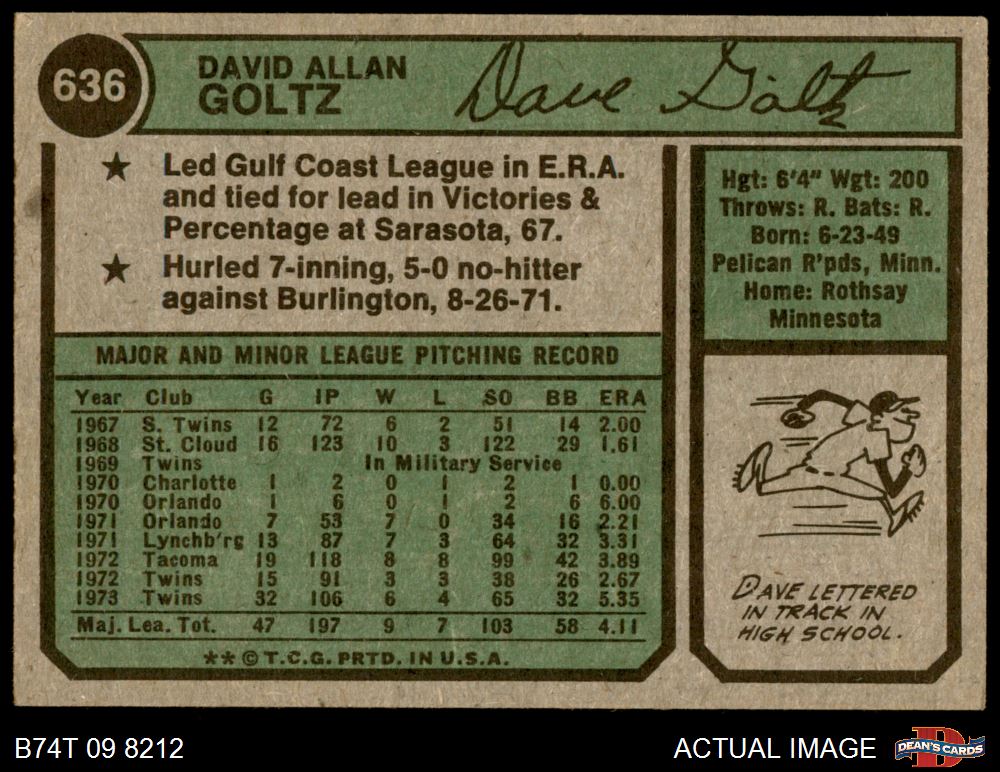 636
DAVID ALLAN
GOLTZ
Dave Goltz
★ Led Gulf Coast League in E.R.A.
and tied for lead in Victories &
Percentage at Sarasota, 67.
★ Hurled 7-inning, 5-0 no-hitter
against Burlington, 8-26-71.
Hgt: 6'4" Wgt: 200
Throws: R. Bats: R.
Born: 6-23-49
Pelican R'pds, Minn.
Home: Rothsay
Minnesota
MAJOR AND MINOR LEAGUE PITCHING RECORD
Year Club G IP W L SO BB ERA
1967 S. Twins 12 72 6 2 51 14 2.00
1968 St. Cloud 16 123 10 3 122 29 1.61
1969 Twins In Military Service
1970 Charlotte 1 2 0 1 2 1 0.00
1970 Orlando 1 6 0 1 2 6 6.00
1971 Orlando 7 53 7 0 34 16 2.21
1971 Lynchb'rg 13 87 7 3 64 32 3.31
1972 Tacoma 19 118 8 8 99 42 3.89
1972 Twins 15 91 3 3 38 26 2.67
1973 Twins 32 106 6 4 65 32 5.35
Maj. Lea. Tot. 47 197 9 7 103 58 4.11
** © T.C.G. PRTD. IN U.S.A.
DAVE LETTERED
IN TRACK IN
HIGH SCHOOL.
B74T 09 8212
ACTUAL IMAGE
DEAN'S CARDS